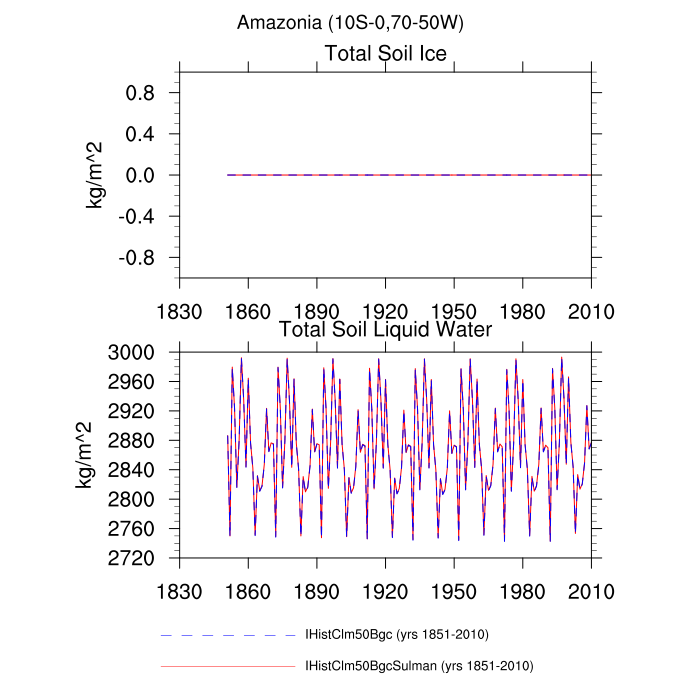 Amazonia (10S-0,70-50W)
Total Soil Ice
0.8
0.4
0.0
-0.4
-0.8
kg/m^2
1830 1860 1890 1920 1950 1980 2010
Total Soil Liquid Water
3000
2960
2920
2880
2840
2800
2760
2720
kg/m^2
1830 1860 1890 1920 1950 1980 2010
IHistClm50Bgc (yrs 1851-2010)
IHistClm50BgcSulman (yrs 1851-2010)